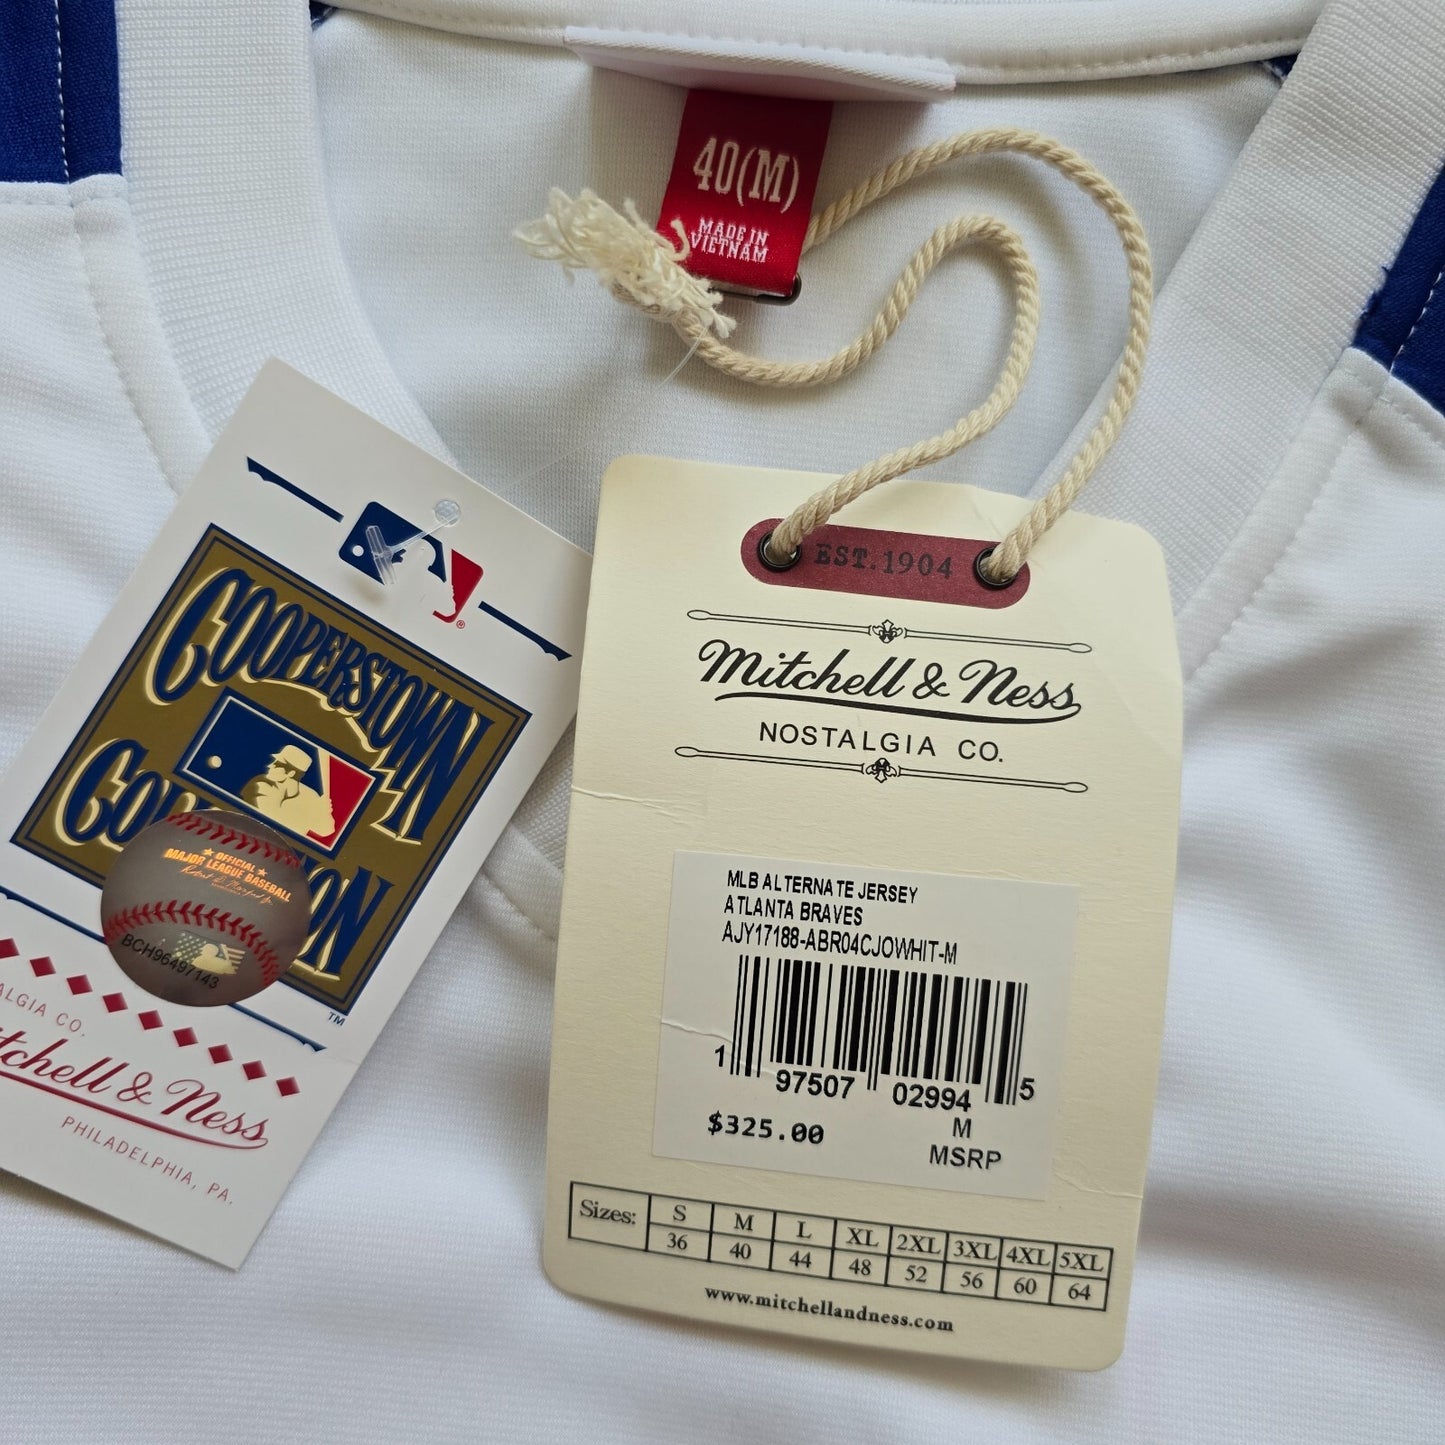 40(M)
MADE IN
VIETNAM
COOPERSTOWN
OFFICIAL
MAJOR LEAGUE BASEBALL
BCH96497143
TM
Mitchell & Ness
PHILADELPHIA, PA.
EST. 1904
Mitchell & Ness
NOSTALGIA CO.
MLB ALTERNATE JERSEY
ATLANTA BRAVES
AJY17188-ABR04CJOWHIT-M
1 97507 02994 5
$325.00 M
MSRP
Sizes: S M L XL 2XL 3XL 4XL 5XL
36 40 44 48 52 56 60 64
www.mitchellandness.com